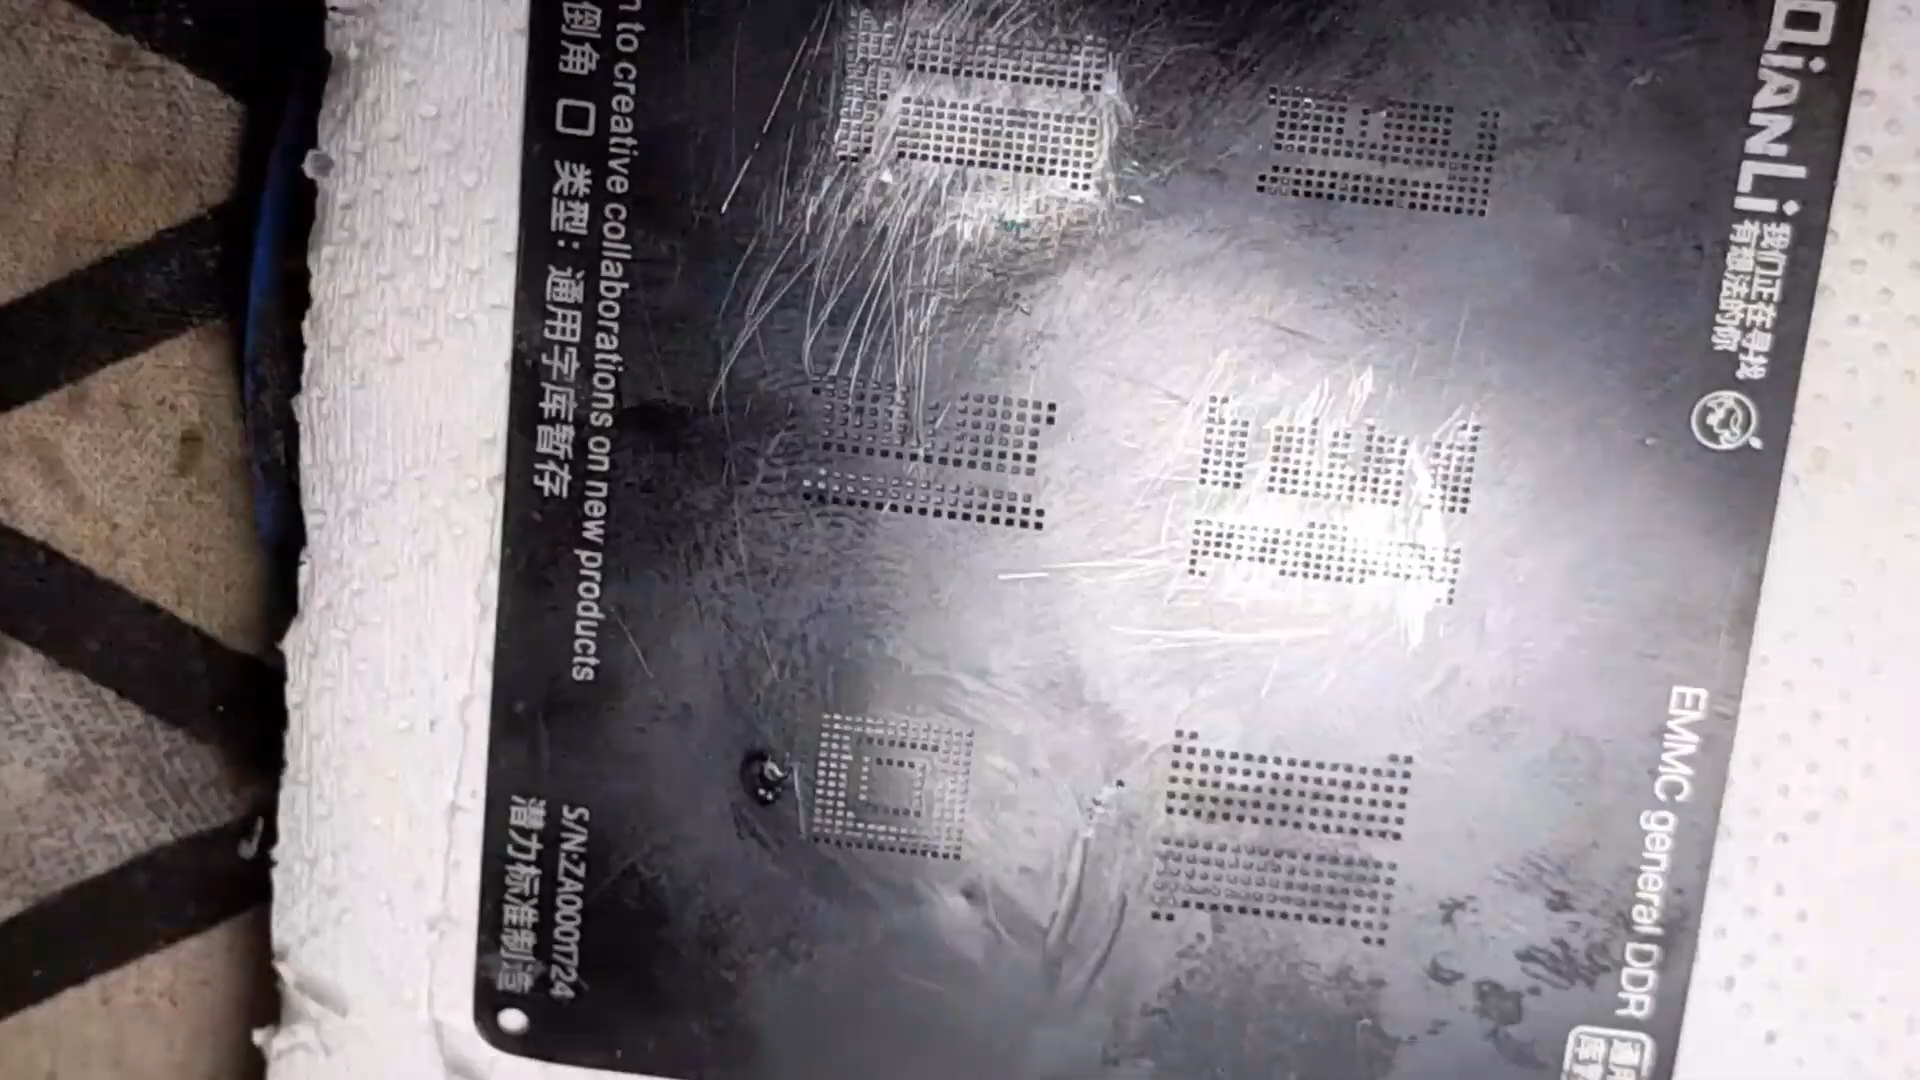 QiANLi
我们正在寻找
有想法的你
EMMC general DDR
to creative collaborations on new products
倒角 口 类型：通用字库暂存
S/N:ZA0000T724
潜力标准制造